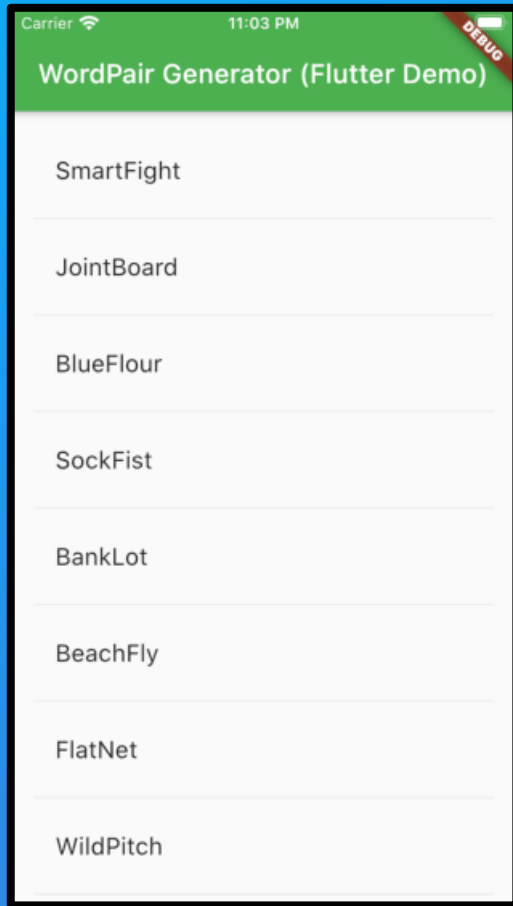 Carrier 11:03 PM
DEBUG
WordPair Generator (Flutter Demo)
SmartFight
JointBoard
BlueFlour
SockFist
BankLot
BeachFly
FlatNet
WildPitch